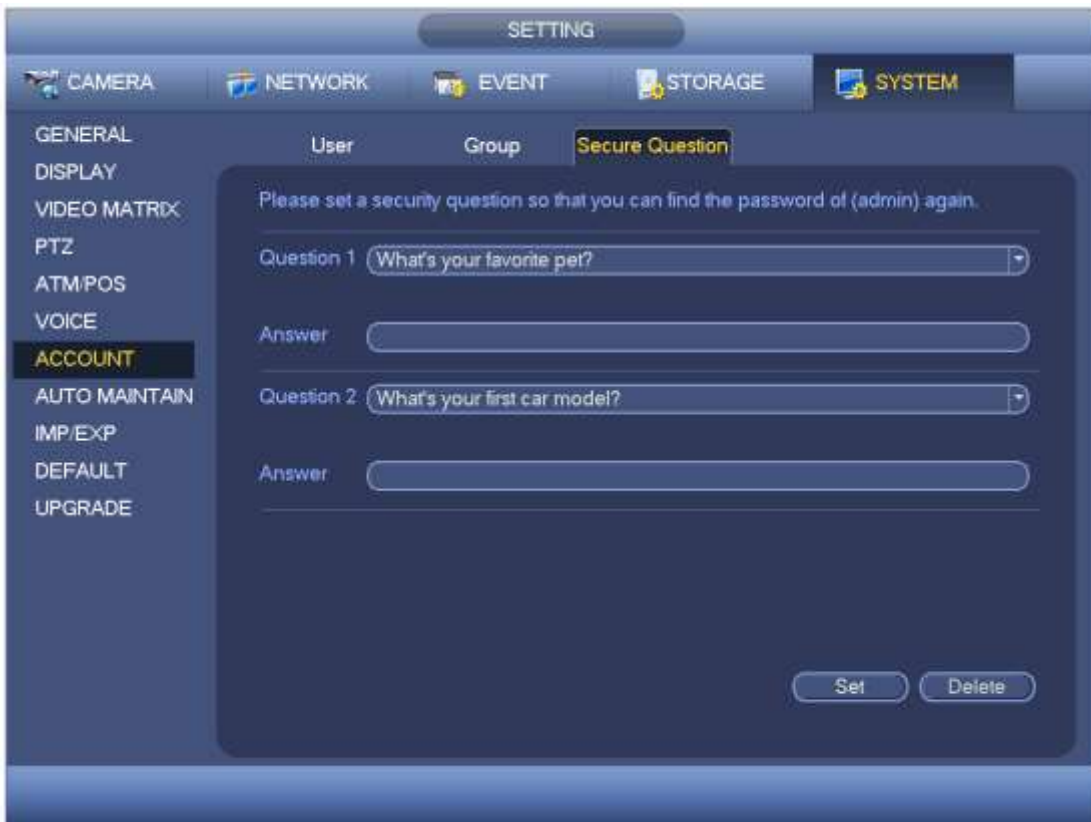 SETTING
CAMERA NETWORK EVENT STORAGE SYSTEM
GENERAL
DISPLAY
VIDEO MATRIX
PTZ
ATM/POS
VOICE
ACCOUNT
AUTO MAINTAIN
IMP/EXP
DEFAULT
UPGRADE
User Group Secure Question
Please set a security question so that you can find the password of (admin) again.
Question 1 What's your favorite pet?
Answer
Question 2 What's your first car model?
Answer
Set Delete